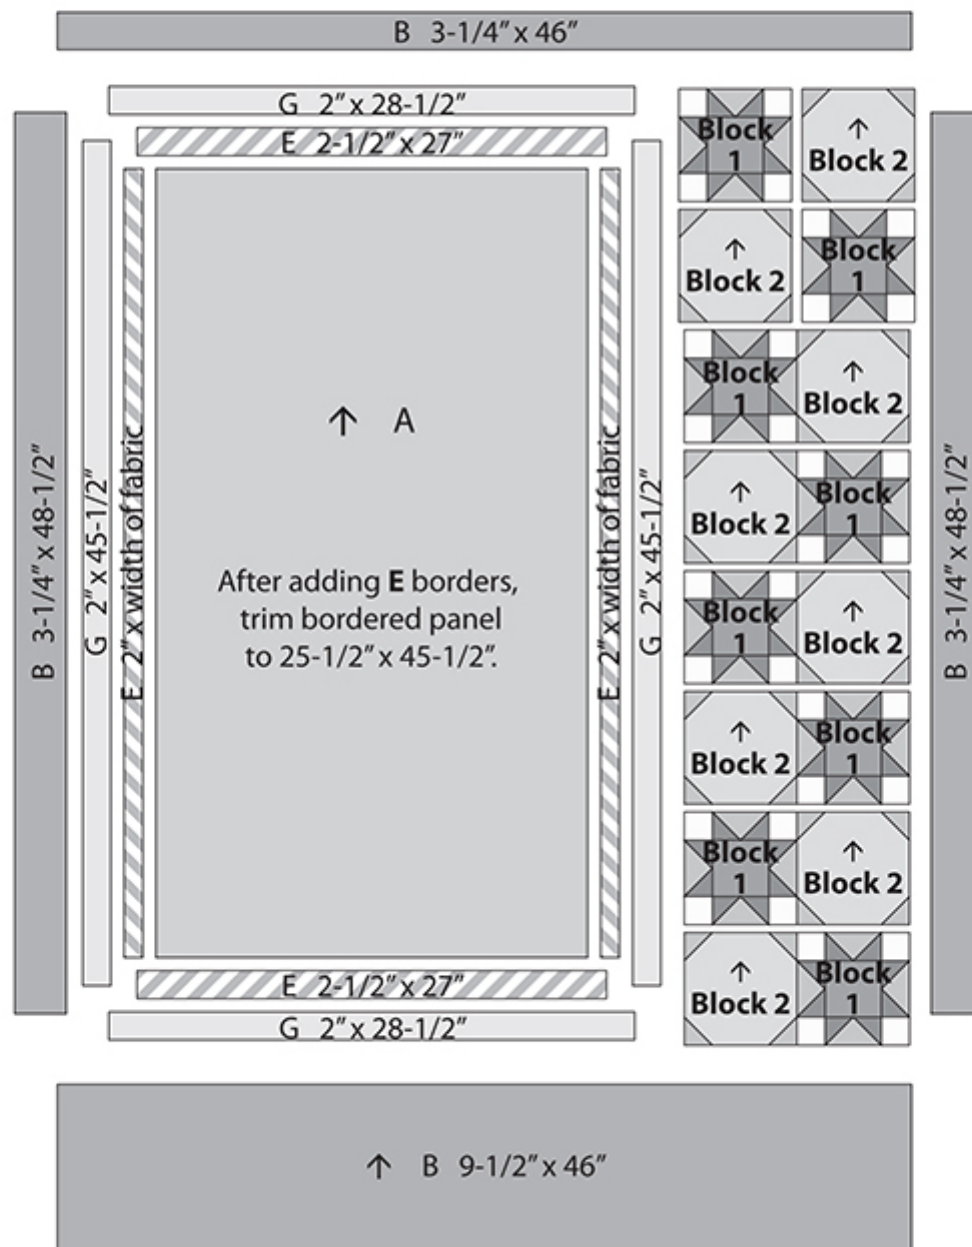 B 3-1/4" x 46"
G 2" x 28-1/2"
E 2-1/2" x 27"
Block
1
↑
Block 2
↑
Block 2
Block
1
Block
1
↑
Block 2
↑
Block 2
Block
1
Block
1
↑
Block 2
↑
Block 2
Block
1
Block
1
↑
Block 2
↑
Block 2
Block
1
B 3-1/4" x 48-1/2"
G 2" x 45-1/2"
E 2" x width of fabric
↑ A
After adding E borders,
trim bordered panel
to 25-1/2" x 45-1/2".
E 2" x width of fabric
G 2" x 45-1/2"
B 3-1/4" x 48-1/2"
E 2-1/2" x 27"
G 2" x 28-1/2"
↑ B 9-1/2" x 46"